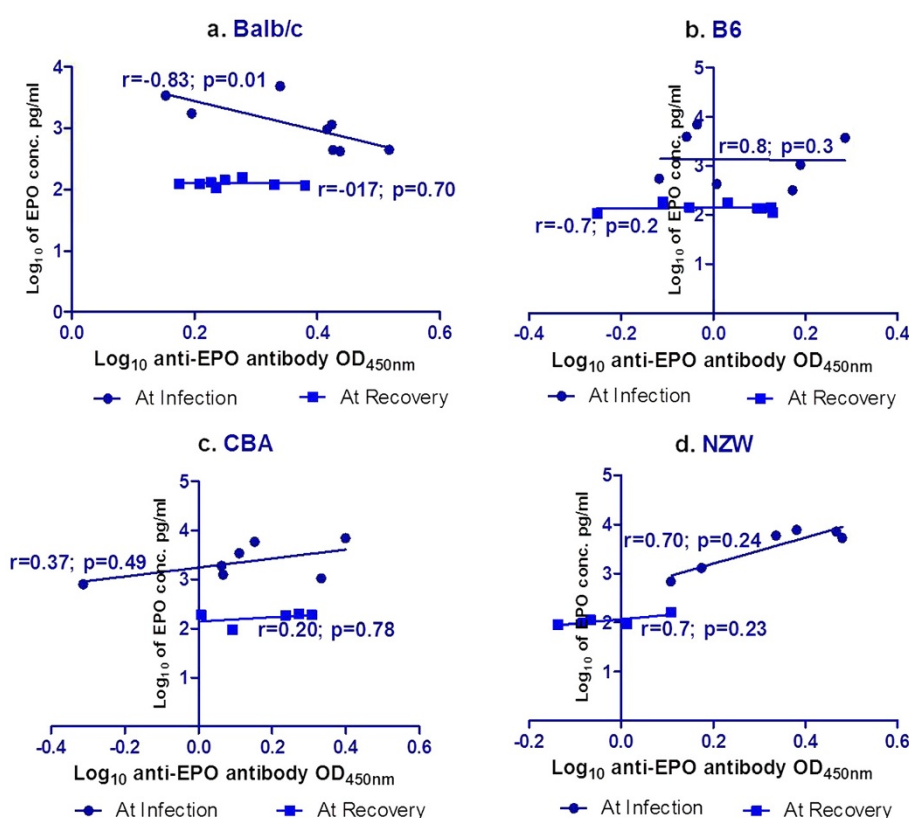 a. Balb/c
Log10 of EPO conc. pg/ml
4
3
2
1
0
r=-0.83; p=0.01
r=-017; p=0.70
0.0 0.2 0.4 0.6
Log10 anti-EPO antibody OD450nm
At Infection At Recovery
b. B6
Log10 of EPO conc. pg/ml
5
4
3
2
1
r=0.8; p=0.3
r=-0.7; p=0.2
-0.4 -0.2 0.0 0.2 0.4
Log10 anti-EPO antibody OD450nm
At Infection At Recovery
c. CBA
Log10 of EPO conc. pg/ml
5
4
3
2
1
r=0.37; p=0.49
r=0.20; p=0.78
-0.4 -0.2 0.0 0.2 0.4 0.6
Log10 anti-EPO antibody OD450nm
At Infection At Recovery
d. NZW
Log10 of EPO conc. pg/ml
5
4
3
2
1
r=0.70; p=0.24
r=0.7; p=0.23
-0.2 0.0 0.2 0.4 0.6
Log10 anti-EPO antibody OD450nm
At Infection At Recovery